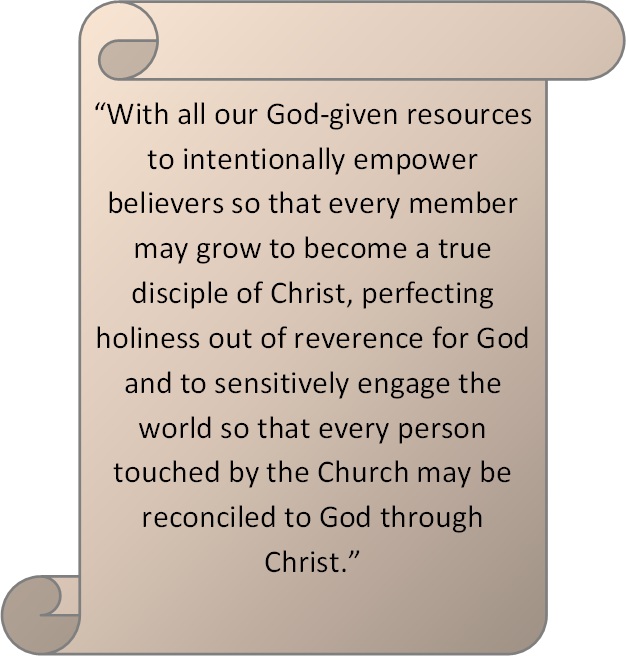 “With all our God-given resources
to intentionally empower
believers so that every member
may grow to become a true
disciple of Christ, perfecting
holiness out of reverence for God
and to sensitively engage the
world so that every person
touched by the Church may be
reconciled to God through
Christ.”